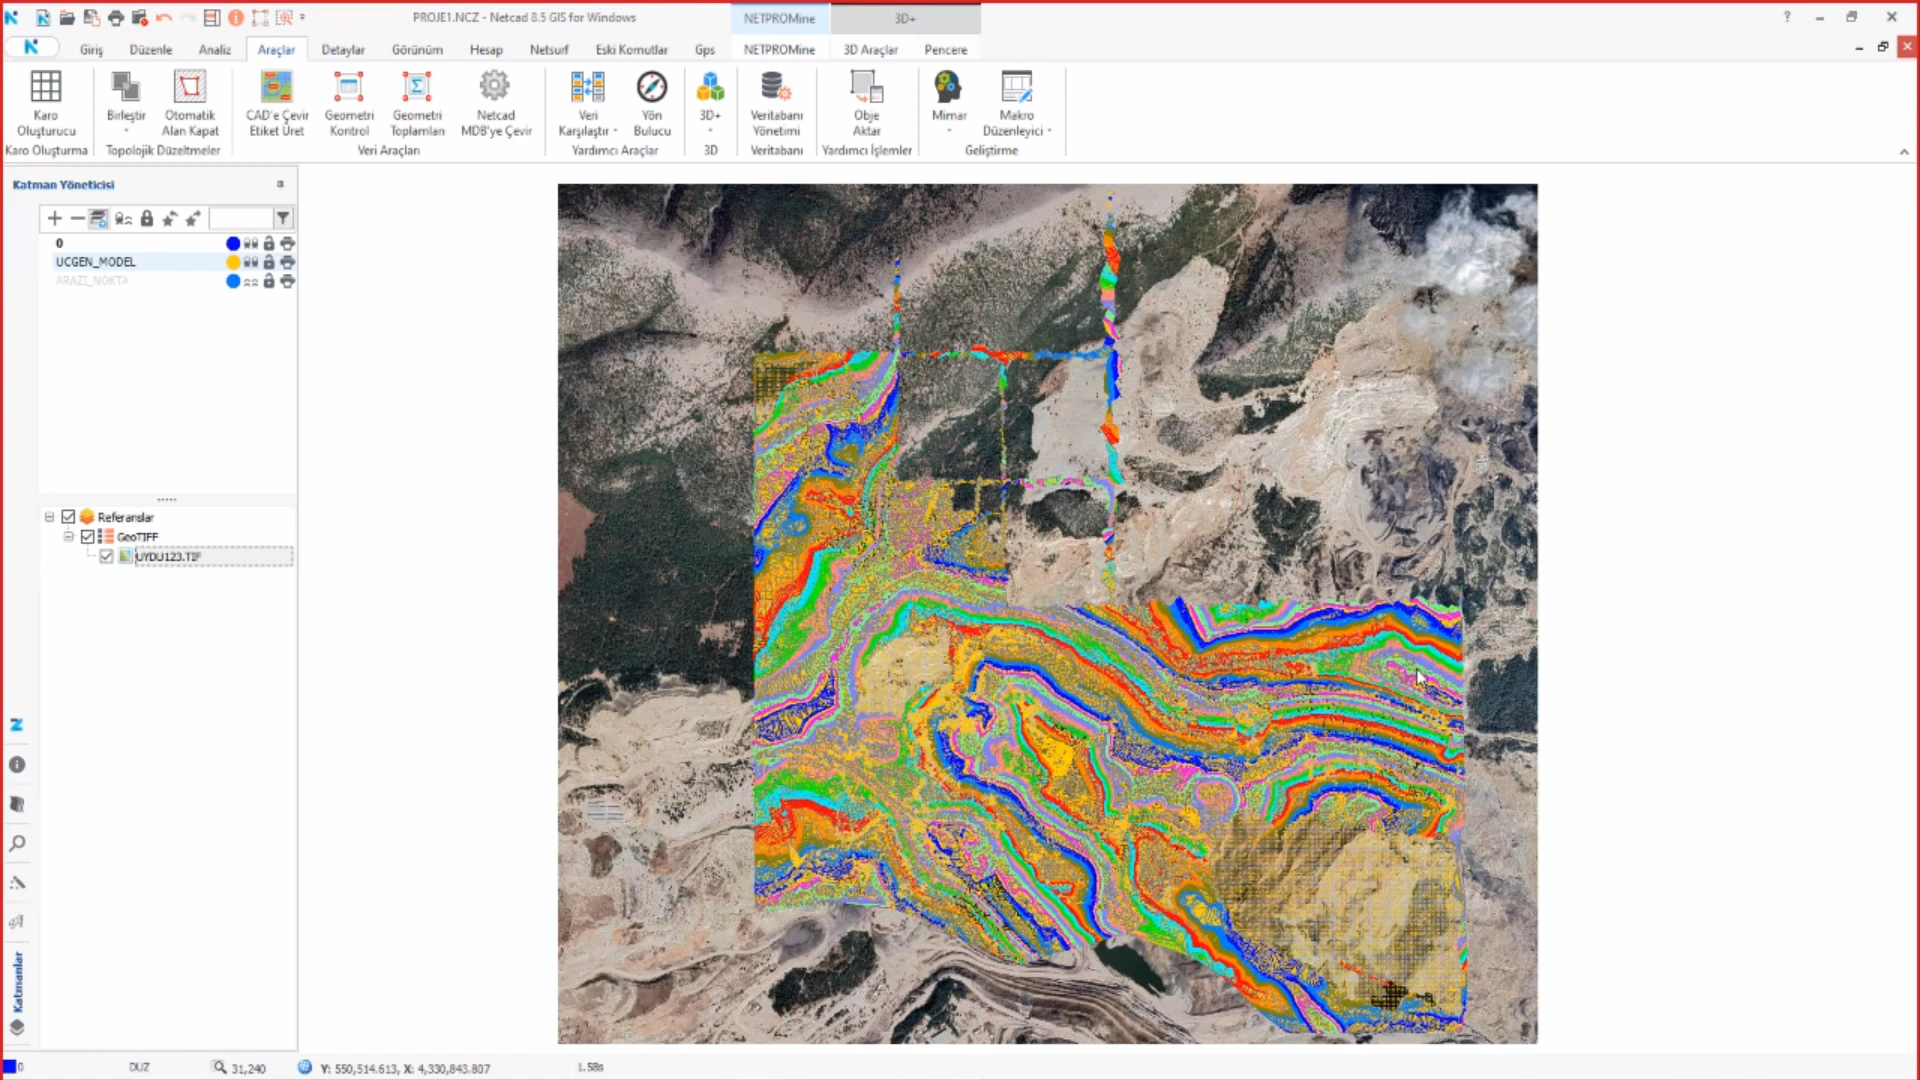 PROJE1.NCZ - Netcad 8.5 GIS for Windows
NETPROMine
3D+
Giriş
Düzenle
Analiz
Araçlar
Detaylar
Görünüm
Hesap
Netsurf
Eski Komutlar
Gps
NETPROMine
3D Araçlar
Pencere
Karo
Oluşturucu
Birleştir
Otomatik
Alan Kapat
CAD'e Çevir
Etiket Üret
Geometri
Kontrol
Geometri
Toplamları
Netcad
MDB'ye Çevir
Veri
Karşılaştır
Yön
Bulucu
3D+
Veritabanı
Yönetimi
Obje
Aktar
Mimar
Makro
Düzenleyici
Karo Oluşturma
Topolojik Düzeltmeler
Veri Araçları
Yardımcı Araçlar
3D
Veritabanı
Yardımcı İşlemler
Geliştirme
Katman Yöneticisi
0
UCGEN_MODEL
ARAZI_NOKTA
Referanslar
GeoTIFF
UYDU123.TIF
Katmanlar
0
DUZ
31,240
Y: 550,514.613, X: 4,330,843.807
1.58s